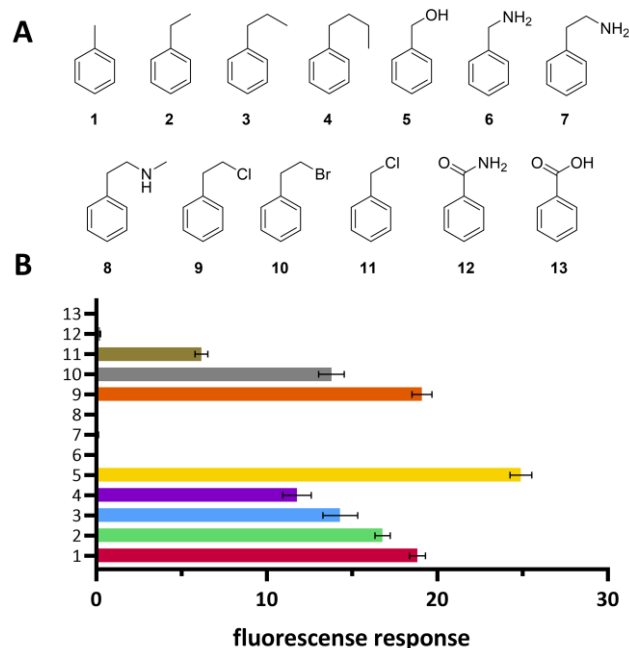 A
OH
NH2
NH2
1 2 3 4 5 6 7
N
H
Cl
Br
Cl
O NH2
O OH
8 9 10 11 12 13
B
13
12
11
10
9
8
7
6
5
4
3
2
1
0 10 20 30
fluorescense response